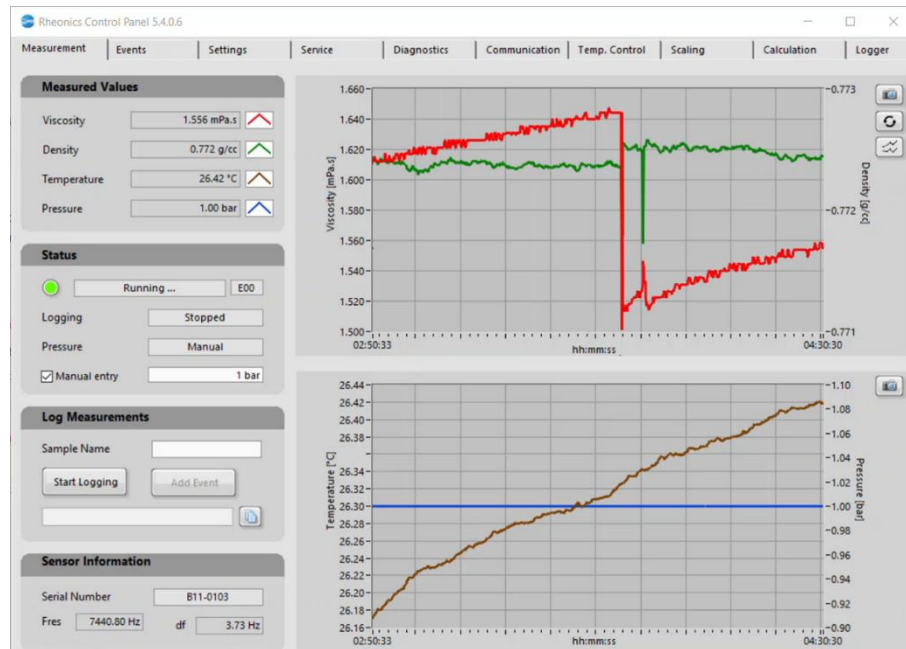 Rheonics Control Panel 5.4.0.6
Measurement Events Settings Service Diagnostics Communication Temp. Control Scaling Calculation Logger
Measured Values
Viscosity 1.556 mPa.s
Density 0.772 g/cc
Temperature 26.42 °C
Pressure 1.00 bar
Status
Running ... E00
Logging Stopped
Pressure Manual
Manual entry 1 bar
Log Measurements
Sample Name
Start Logging Add Event
Sensor Information
Serial Number B11-0103
Fres 7440.80 Hz df 3.73 Hz
Viscosity [mPa.s]
1.660
1.640
1.620
1.600
1.580
1.560
1.540
1.520
1.500
0.773
0.772
0.771
Density [g/cc]
02:50:33 hh:mm:ss 04:30:30
Temperature [°C]
26.44
26.42
26.40
26.38
26.34
26.32
26.30
26.28
26.26
26.24
26.22
26.20
26.18
26.16
1.10
1.08
1.06
1.04
1.02
1.00
0.98
0.96
0.94
0.92
0.90
Pressure [bar]
02:50:33 hh:mm:ss 04:30:30